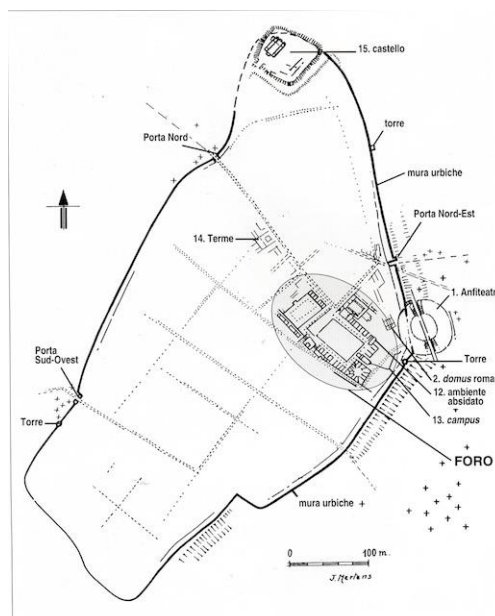 15. castello
torre
Porta Nord
mura urbiche
Porta Nord-Est
14. Terme
1. Anfiteatr
Porta
Sud-Ovest
Torre
2. domus roma
12. ambiente
absidato
Torre
13. campus
FORO
mura urbiche
0 100 m.
J. Mertens